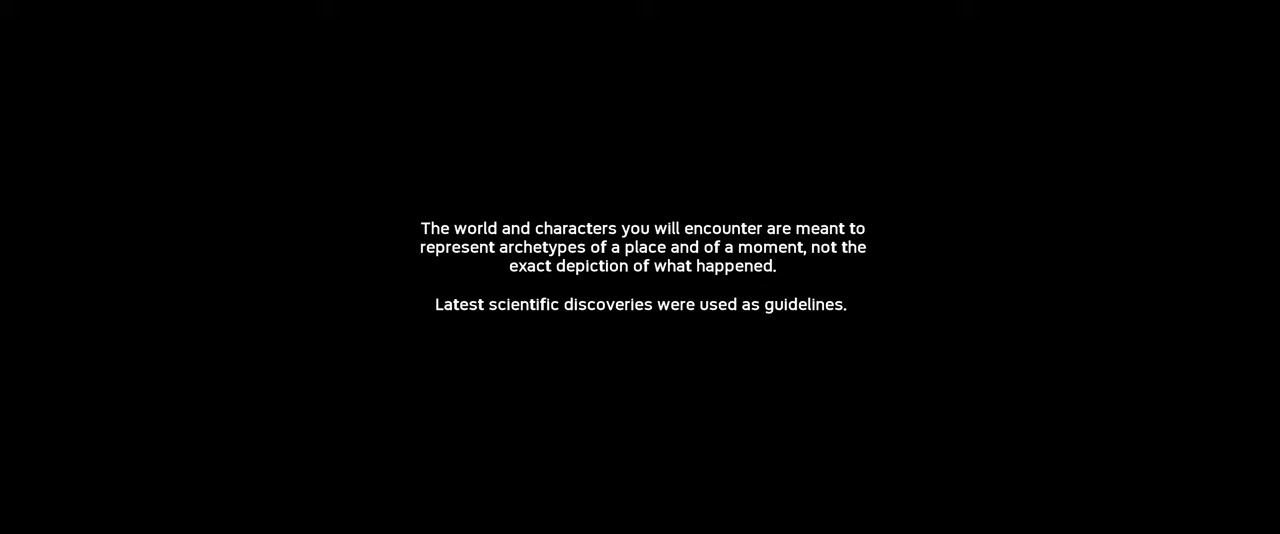 The world and characters you will encounter are meant to
represent archetypes of a place and of a moment, not the
exact depiction of what happened.
Latest scientific discoveries were used as guidelines.